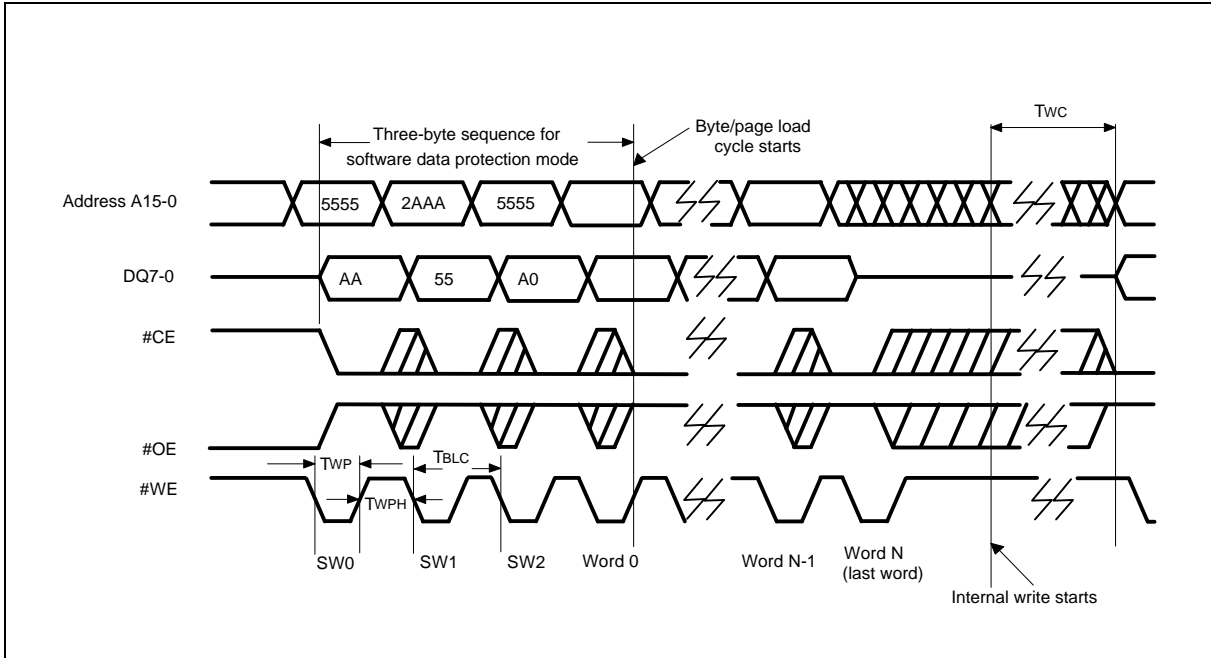 Three-byte sequence for
software data protection mode
Byte/page load
cycle starts
TWC
Address A15-0
5555
2AAA
5555
DQ7-0
AA
55
A0
#CE
#OE
TWP
TBLC
#WE
TWPH
SW0
SW1
SW2
Word 0
Word N-1
Word N
(last word)
Internal write starts